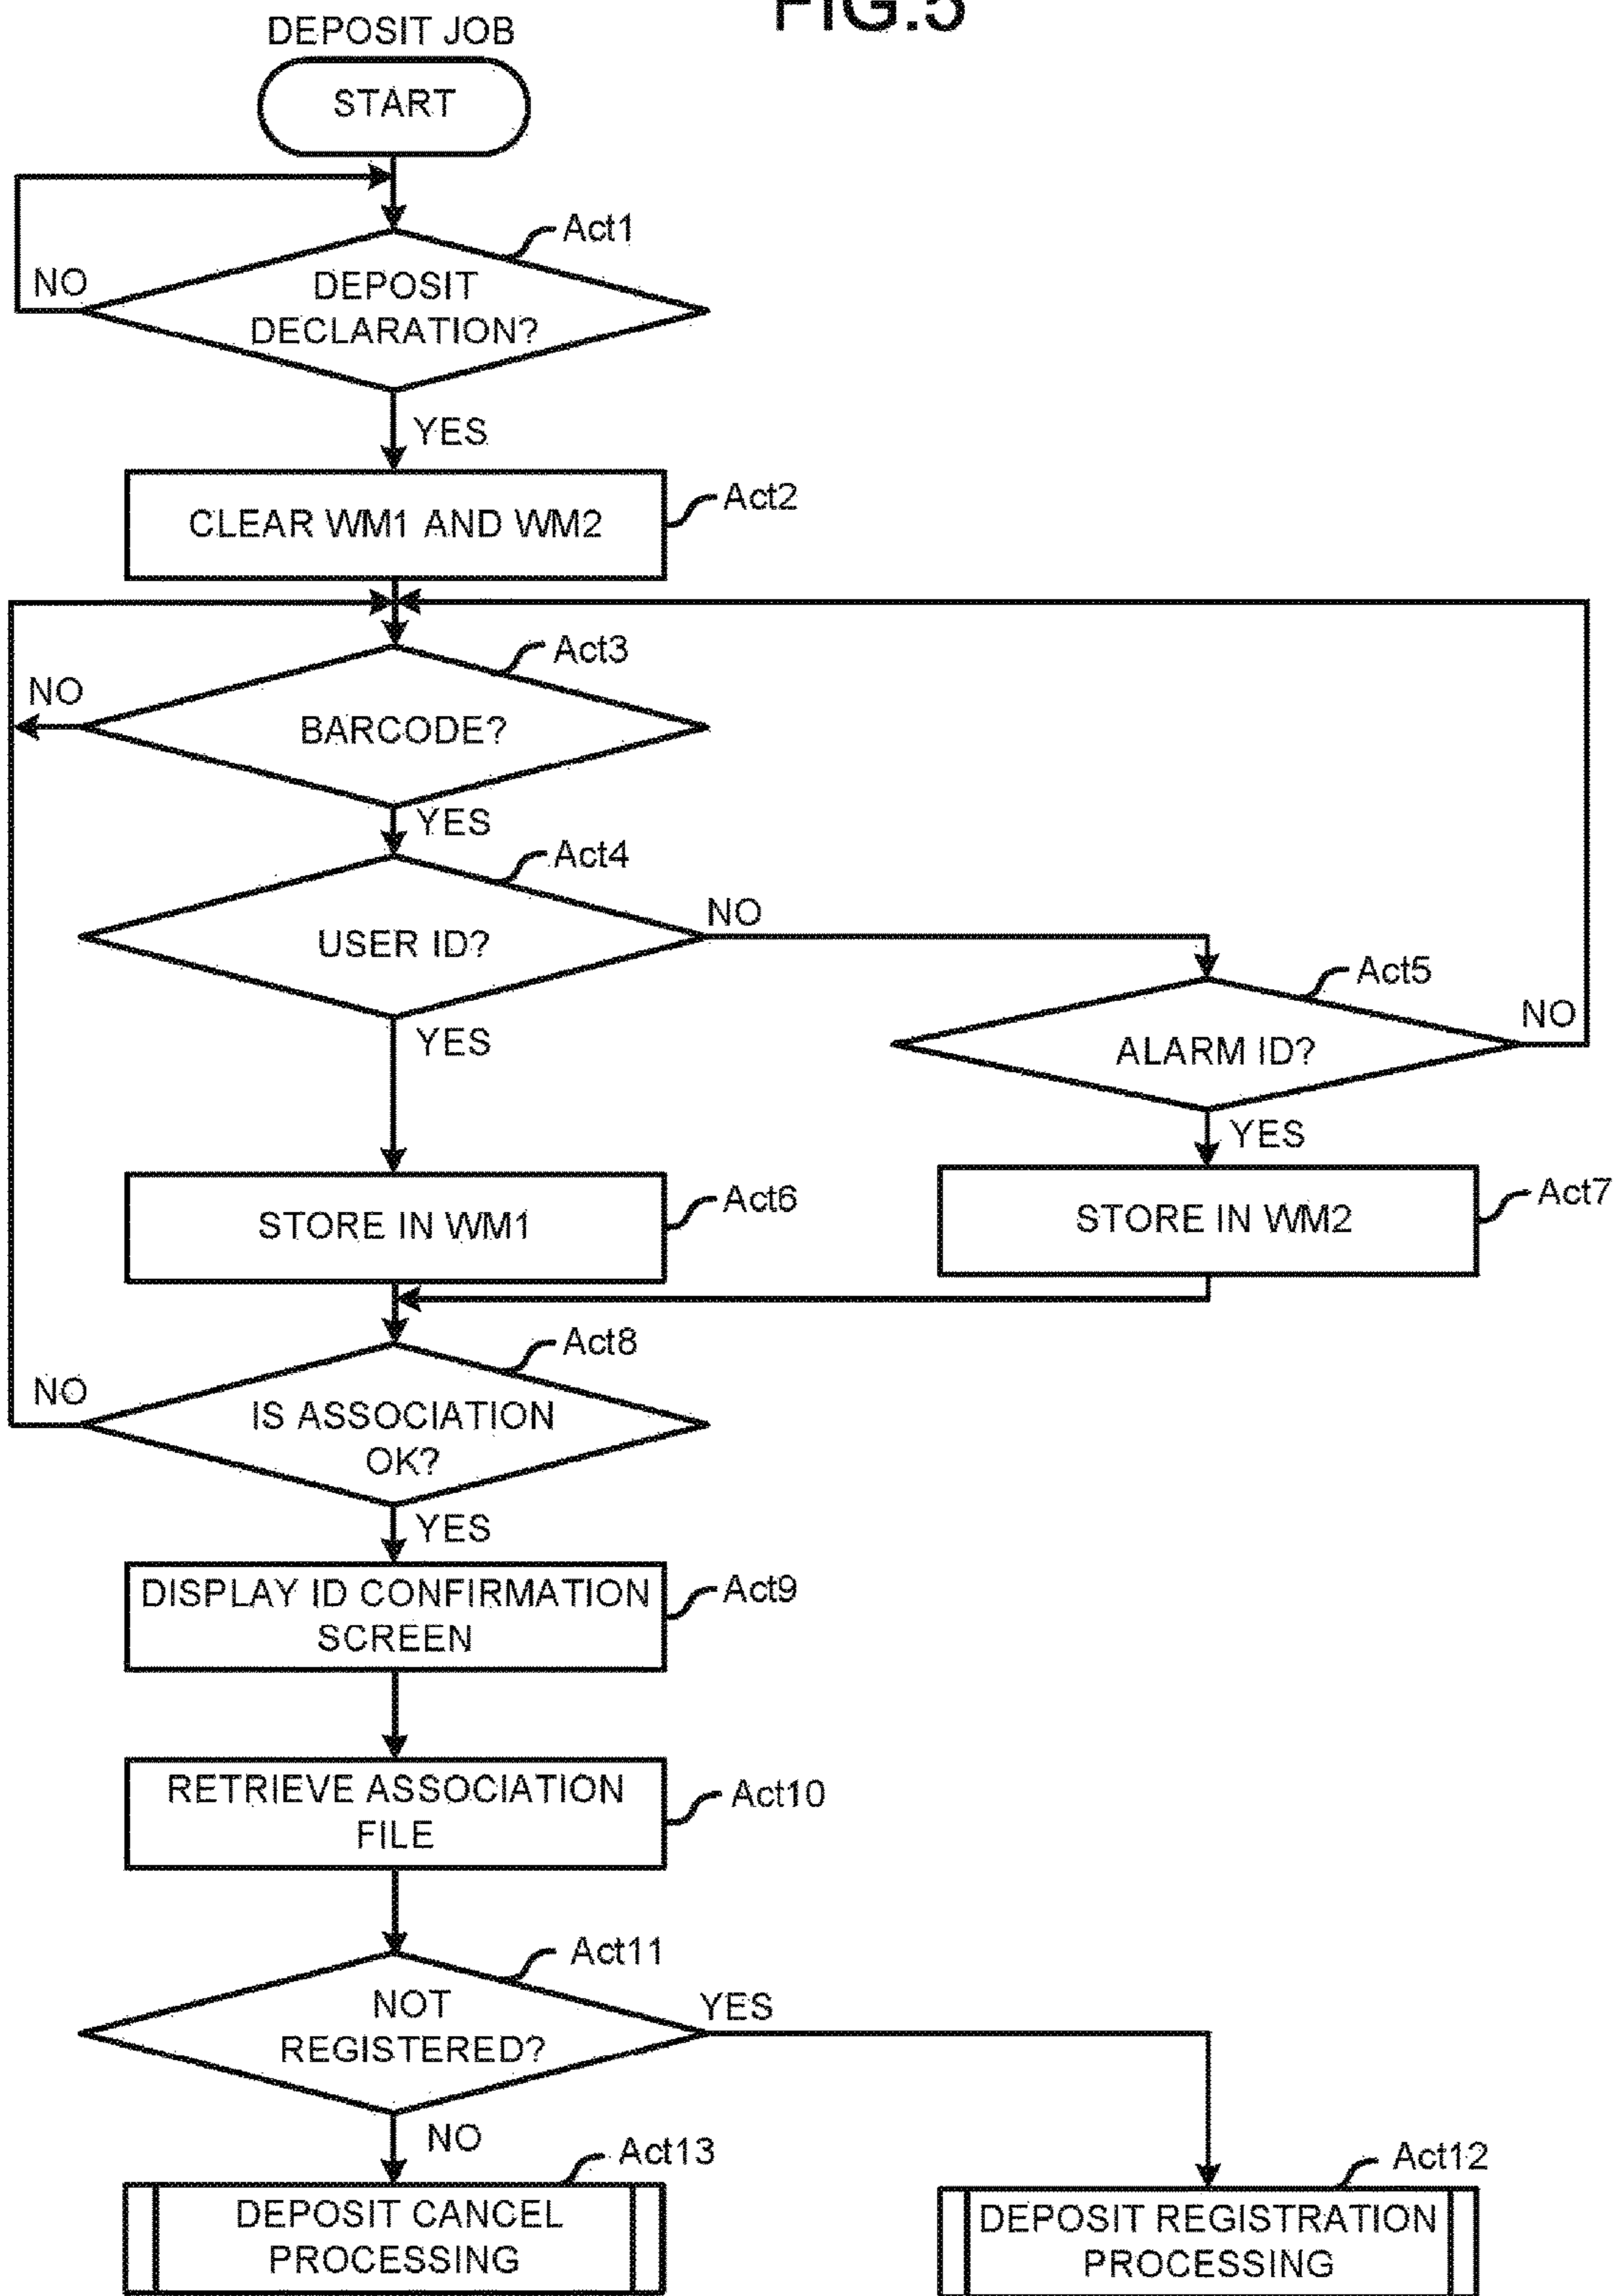 FIG.5
DEPOSIT JOB
START
Act1
NO
DEPOSIT
DECLARATION?
YES
Act2
CLEAR WM1 AND WM2
Act3
NO
BARCODE?
YES
Act4
NO
USER ID?
Act5
NO
YES
ALARM ID?
YES
Act6
Act7
STORE IN WM1
STORE IN WM2
Act8
NO
IS ASSOCIATION
OK?
YES
Act9
DISPLAY ID CONFIRMATION
SCREEN
Act10
RETRIEVE ASSOCIATION
FILE
Act11
NOT
REGISTERED?
YES
NO
Act13
Act12
DEPOSIT CANCEL
PROCESSING
DEPOSIT REGISTRATION
PROCESSING